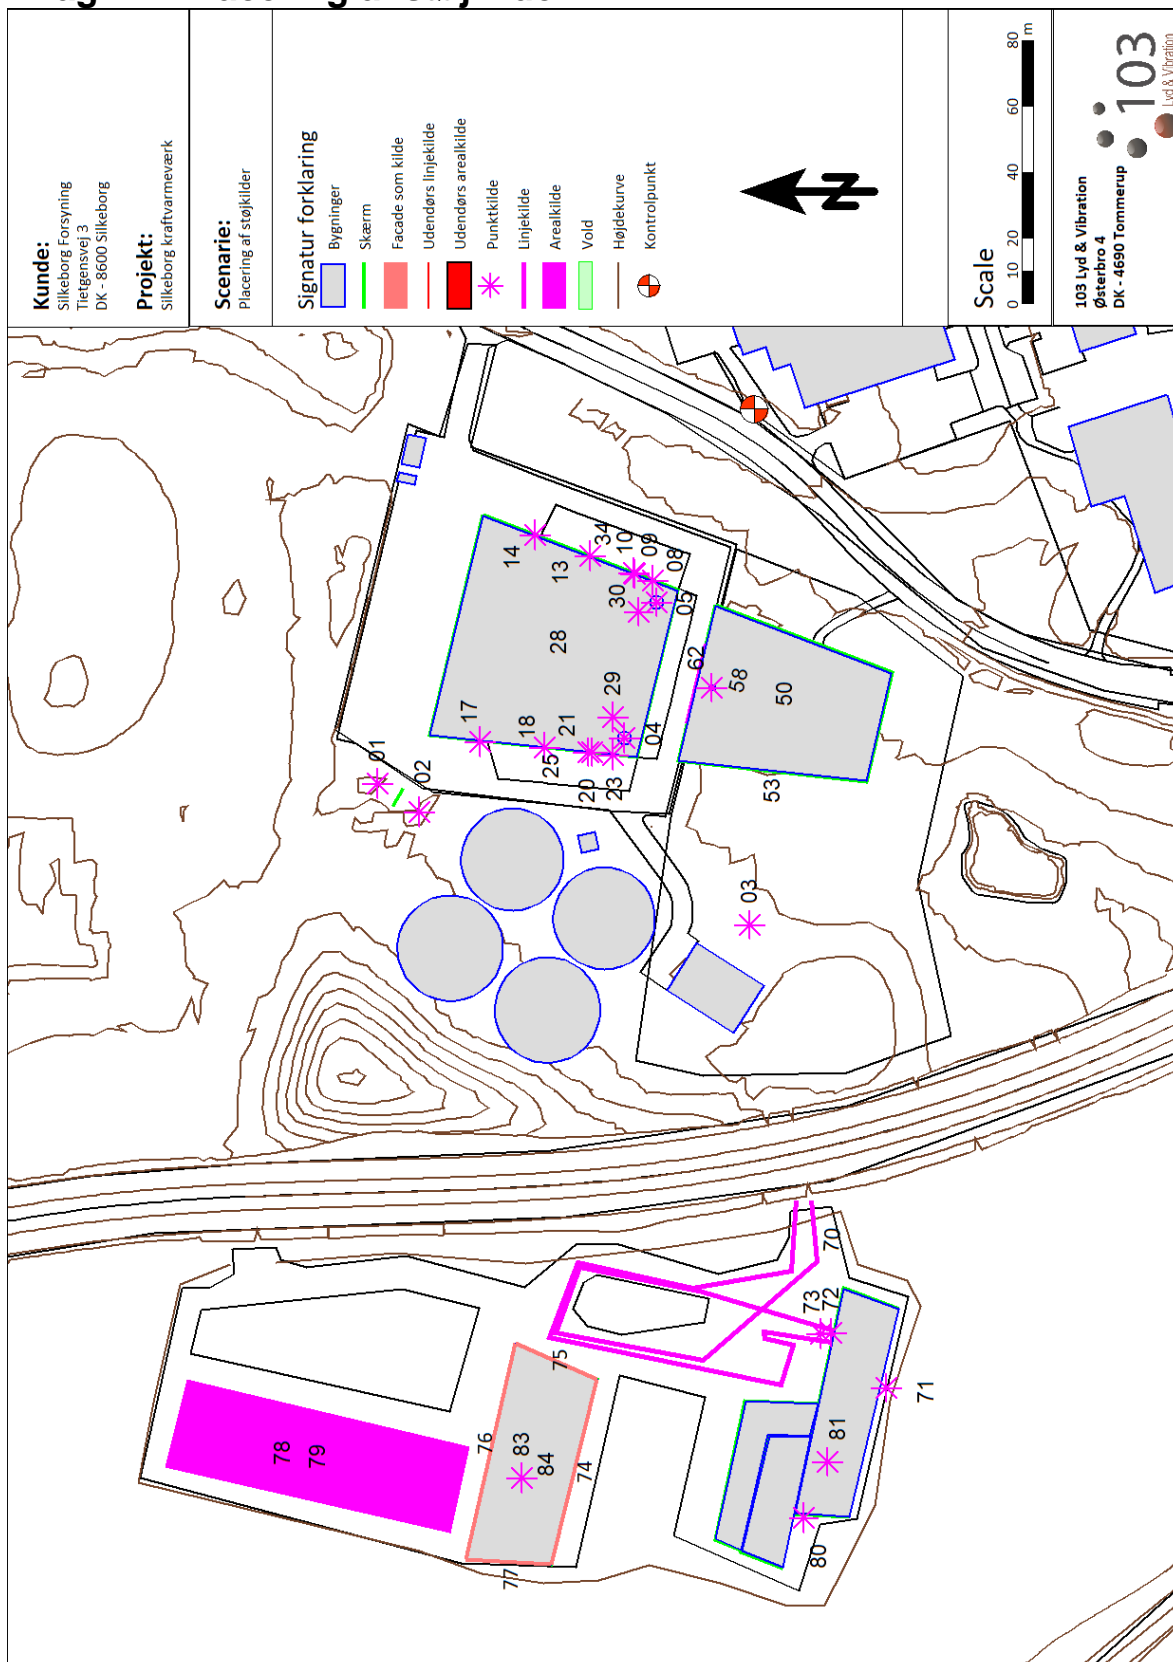 Kunde:
Silkeborg Forsyning
Tietgensvej 3
DK - 8600 Silkeborg
Projekt:
Silkeborg kraftvarmeværk
Scenarie:
Placering af støjkilder
Signatur forklaring
Bygninger
Skærm
Facade som kilde
Udendørs linjekilde
Udendørs arealkilde
Punktkilde
Linjekilde
Arealkilde
Vold
Højdekurve
Kontrolpunkt
N
Scale
0 10 20 40 60 80
m
103 Lyd & Vibration
Østerbro 4
DK - 4690 Tommerup
103
Lyd & Vibration
14
13
34
10
09
08
30
05
28
62
58
50
29
17
18
21
25
20
23
04
53
01
02
03
70
73
72
71
75
76
83
84
74
77
78
79
81
80